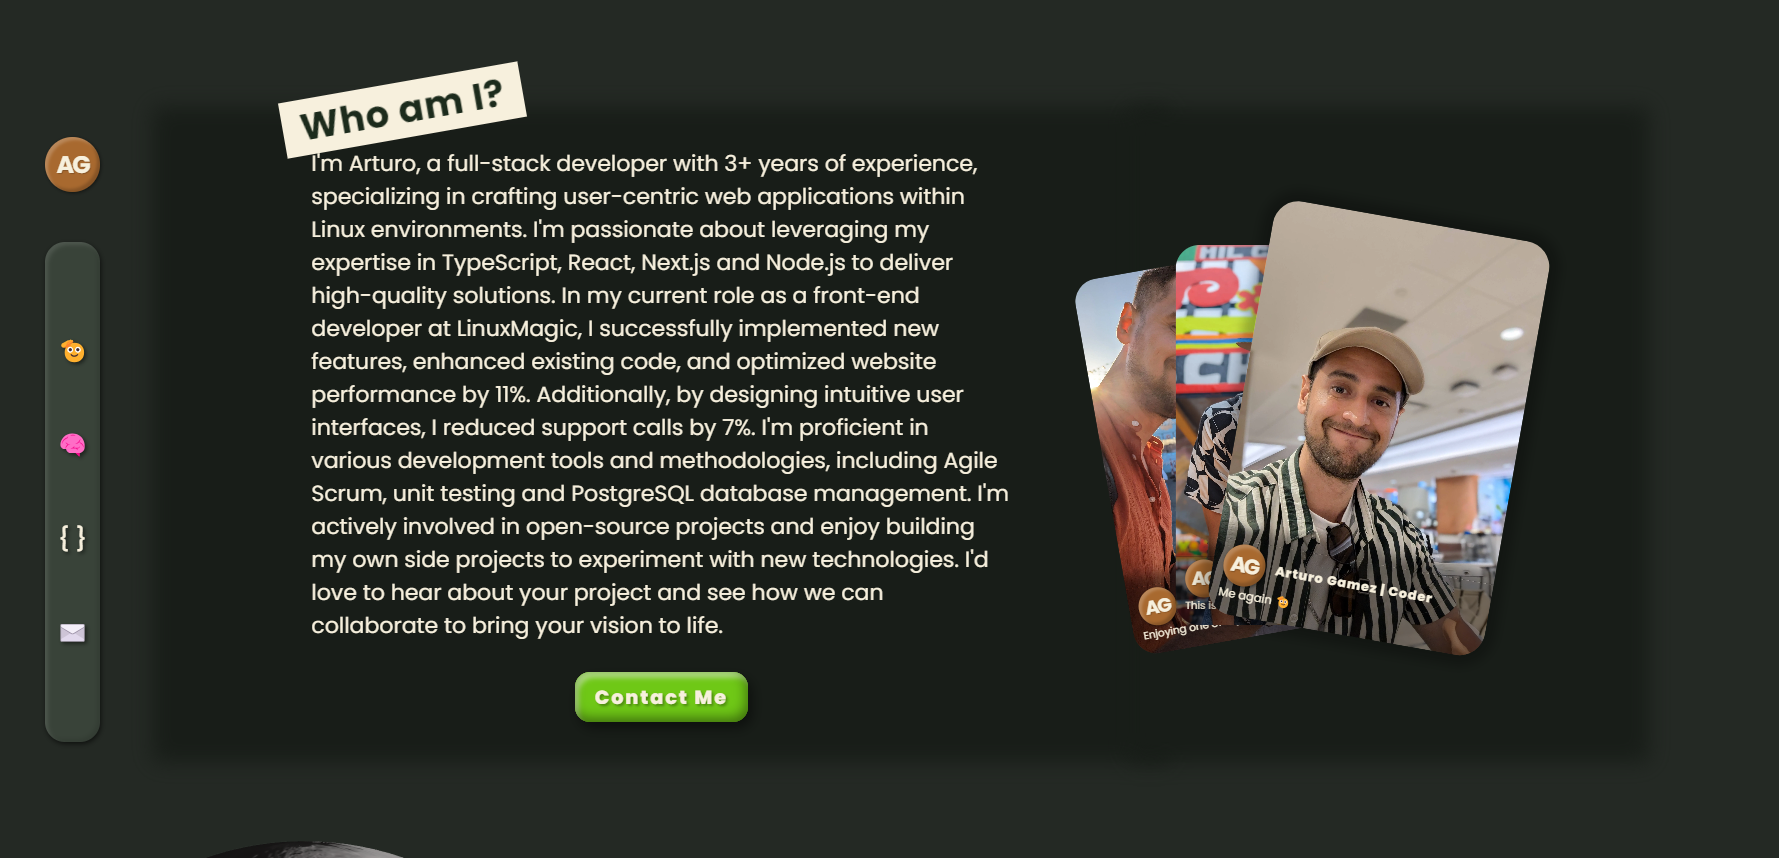 Who am I?
AG
I'm Arturo, a full-stack developer with 3+ years of experience,
specializing in crafting user-centric web applications within
Linux environments. I'm passionate about leveraging my
expertise in TypeScript, React, Next.js and Node.js to deliver
high-quality solutions. In my current role as a front-end
developer at LinuxMagic, I successfully implemented new
features, enhanced existing code, and optimized website
performance by 11%. Additionally, by designing intuitive user
interfaces, I reduced support calls by 7%. I'm proficient in
various development tools and methodologies, including Agile
Scrum, unit testing and PostgreSQL database management. I'm
actively involved in open-source projects and enjoy building
my own side projects to experiment with new technologies. I'd
love to hear about your project and see how we can
collaborate to bring your vision to life.
{ }
Contact Me
AG
Enjoying one
AG
This is
AG
Arturo Gamez | Coder
Me again